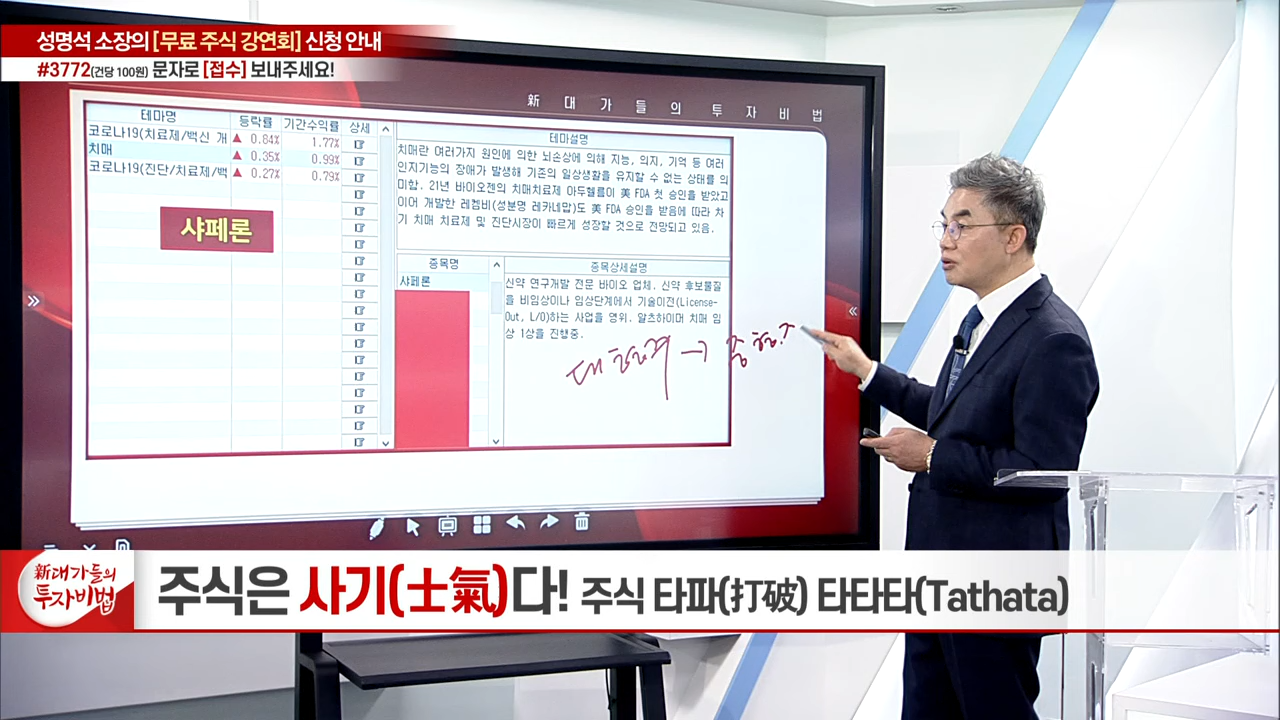 성명석 소장의 [무료 주식 강연회] 신청 안내
#3772(건당 100원) 문자로 [접수] 보내주세요!
新 대 가 들 의 투 자 비 법
테마명 등락률 기간수익률 상세
코로나19(치료제/백신 개 ▲ 0.84% 1.77%
치매 ▲ 0.35% 0.99%
코로나19(진단/치료제/백 ▲ 0.27% 0.79%
샤페론
테마설명
치매란 여러가지 원인에 의한 뇌손상에 의해 지능, 의지, 기억 등 여러
인지기능의 장애가 발생해 기존의 일상생활을 유지할 수 없는 상태를 의
미함. 21년 바이오젠의 치매치료제 아두헬름이 美 FDA 첫 승인을 받았고
이어 개발한 레켐비(성분명 레카네맙)도 美 FDA 승인을 받음에 따라 차
기 치매 치료제 및 진단시장이 빠르게 성장할 것으로 전망되고 있음.
종목명
샤페론
종목상세설명
신약 연구개발 전문 바이오 업체. 신약 후보물질
을 비임상이나 임상단계에서 기술이전(License-
Out, L/O)하는 사업을 영위. 알츠하이머 치매 임
상 1상을 진행중.
新대가들의
투자비법
주식은 사기(士氣)다! 주식 타파(打破) 타타타(Tathata)